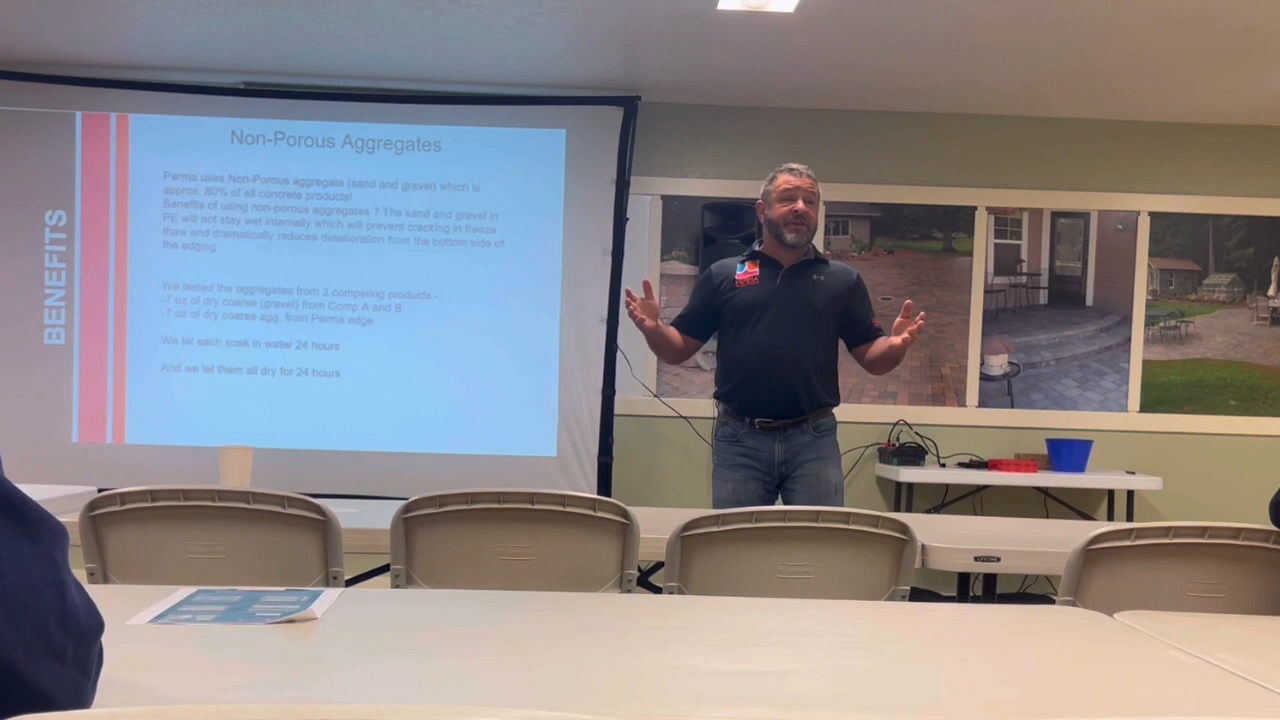 Non-Porous Aggregates
BENEFITS
Perma uses Non-Porous aggregate (sand and gravel) which is
approx. 80% of all concrete products!
Benefits of using non-porous aggregates ? The sand and gravel in
PE will not stay wet internally which will prevent cracking in freeze
thaw and dramatically reduces deterioration from the bottom side of
the edging
We tested the aggregates from 2 competing products -
-7 oz of dry coarse (gravel) from Comp A and B.
-7 oz of dry coarse agg. from Perma edge
We let each soak in water 24 hours
And we let them all dry for 24 hours
LIFETIME